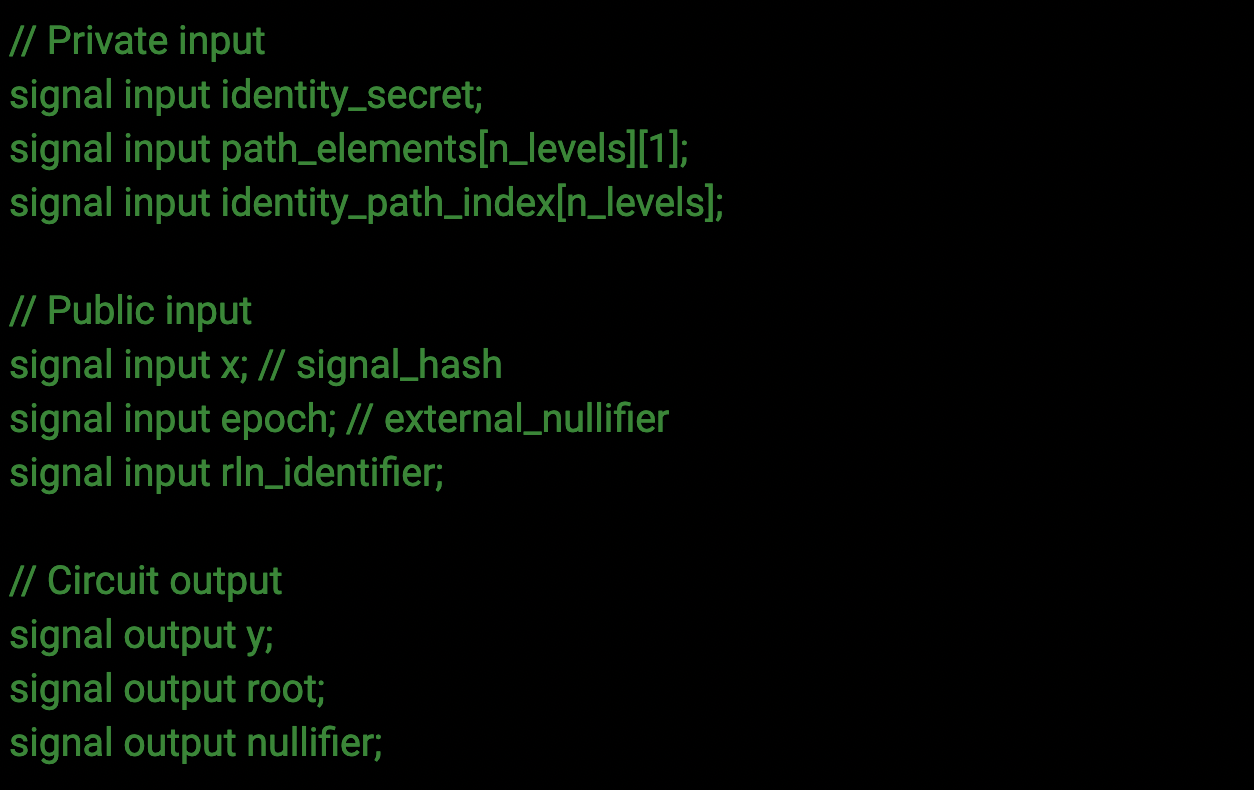 // Private input
signal input identity_secret;
signal input path_elements[n_levels][1];
signal input identity_path_index[n_levels];

// Public input
signal input x; // signal_hash
signal input epoch; // external_nullifier
signal input rln_identifier;

// Circuit output
signal output y;
signal output root;
signal output nullifier;